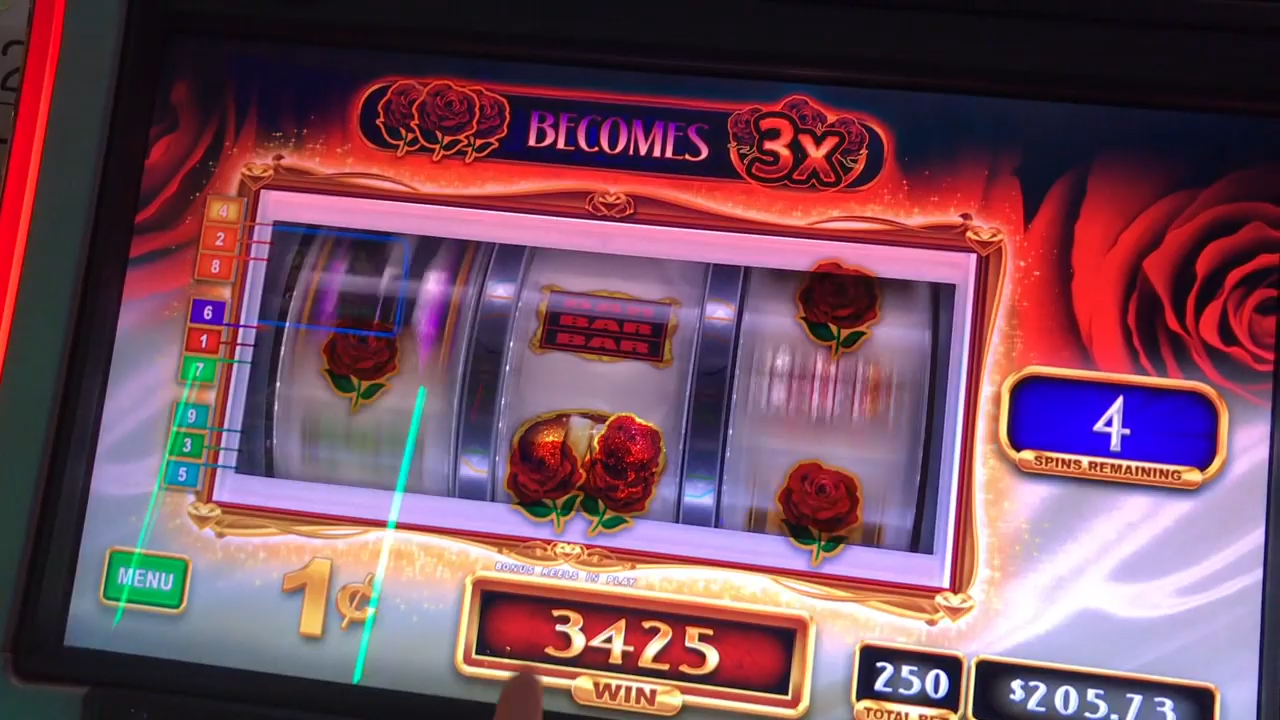 BECOMES 3X
4
2
8
6
1
7
9
3
5
BAR
BAR
4
SPINS REMAINING
MENU
1¢
BONUS REELS IN PLAY
3425
WIN
250
TOTAL BET
$205.73
2